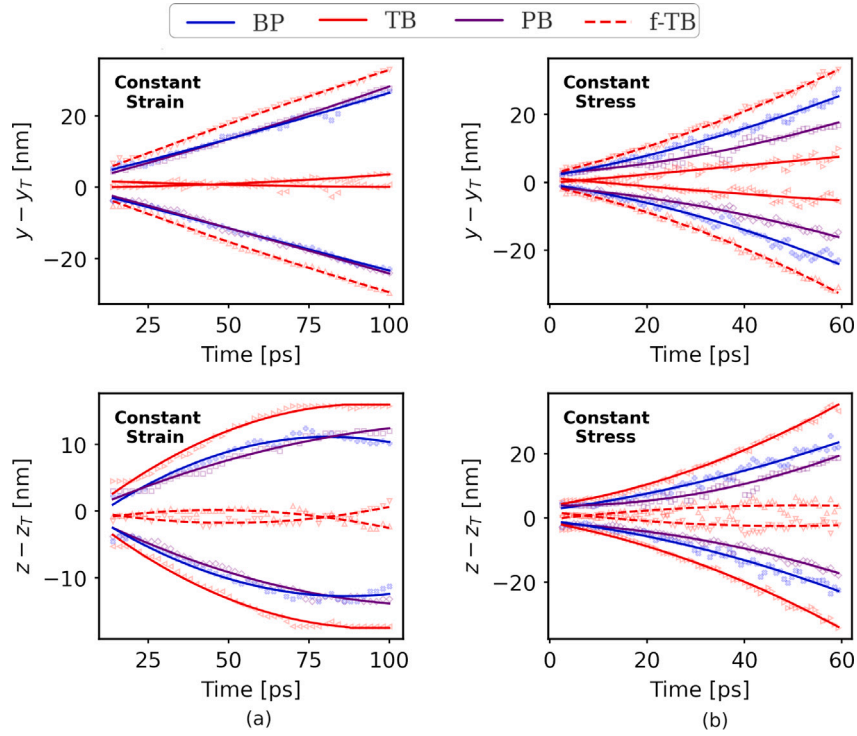 BP TB PB f-TB
Constant
Strain
y − y_T [nm]
20
0
−20
25 50 75 100
Time [ps]
Constant
Stress
y − y_T [nm]
20
0
−20
0 20 40 60
Time [ps]
Constant
Strain
z − z_T [nm]
10
0
−10
25 50 75 100
Time [ps]
(a)
Constant
Stress
z − z_T [nm]
20
0
−20
0 20 40 60
Time [ps]
(b)